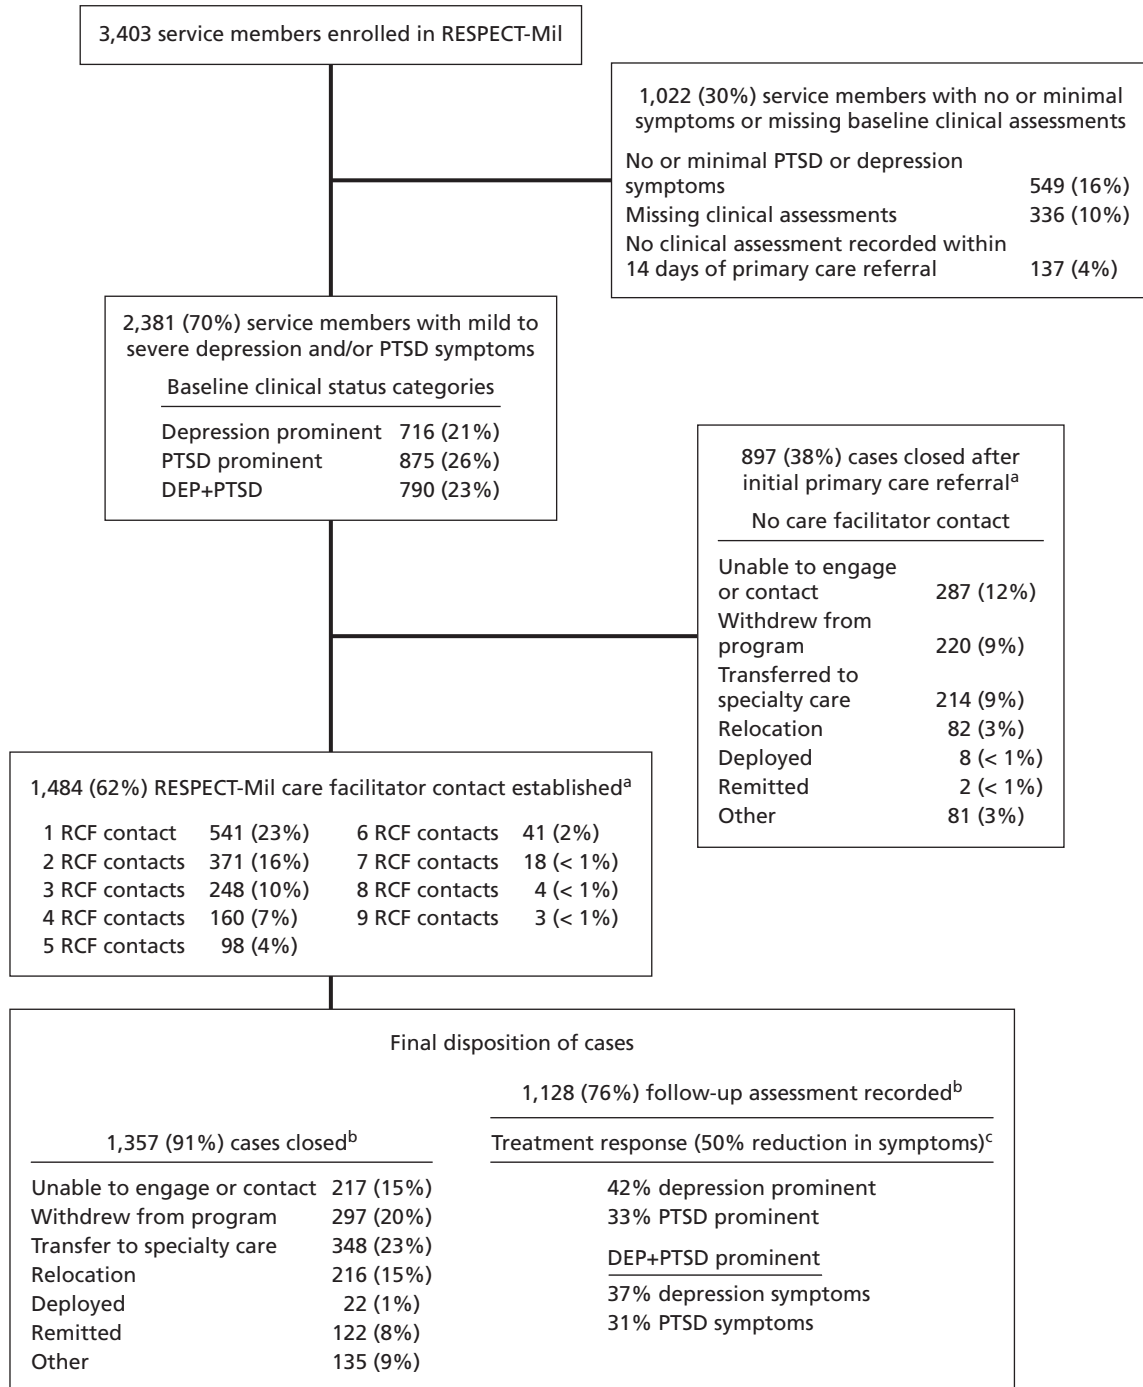 3,403 service members enrolled in RESPECT-Mil
1,022 (30%) service members with no or minimal
symptoms or missing baseline clinical assessments
No or minimal PTSD or depression
symptoms 549 (16%)
Missing clinical assessments 336 (10%)
No clinical assessment recorded within
14 days of primary care referral 137 (4%)
2,381 (70%) service members with mild to
severe depression and/or PTSD symptoms
Baseline clinical status categories
Depression prominent 716 (21%)
PTSD prominent 875 (26%)
DEP+PTSD 790 (23%)
897 (38%) cases closed after
initial primary care referralᵃ
No care facilitator contact
Unable to engage
or contact 287 (12%)
Withdrew from
program 220 (9%)
Transferred to
specialty care 214 (9%)
Relocation 82 (3%)
Deployed 8 (< 1%)
Remitted 2 (< 1%)
Other 81 (3%)
1,484 (62%) RESPECT-Mil care facilitator contact establishedᵃ
1 RCF contact 541 (23%) 6 RCF contacts 41 (2%)
2 RCF contacts 371 (16%) 7 RCF contacts 18 (< 1%)
3 RCF contacts 248 (10%) 8 RCF contacts 4 (< 1%)
4 RCF contacts 160 (7%) 9 RCF contacts 3 (< 1%)
5 RCF contacts 98 (4%)
Final disposition of cases
1,357 (91%) cases closedᵇ
Unable to engage or contact 217 (15%)
Withdrew from program 297 (20%)
Transfer to specialty care 348 (23%)
Relocation 216 (15%)
Deployed 22 (1%)
Remitted 122 (8%)
Other 135 (9%)
1,128 (76%) follow-up assessment recordedᵇ
Treatment response (50% reduction in symptoms)ᶜ
42% depression prominent
33% PTSD prominent
DEP+PTSD prominent
37% depression symptoms
31% PTSD symptoms